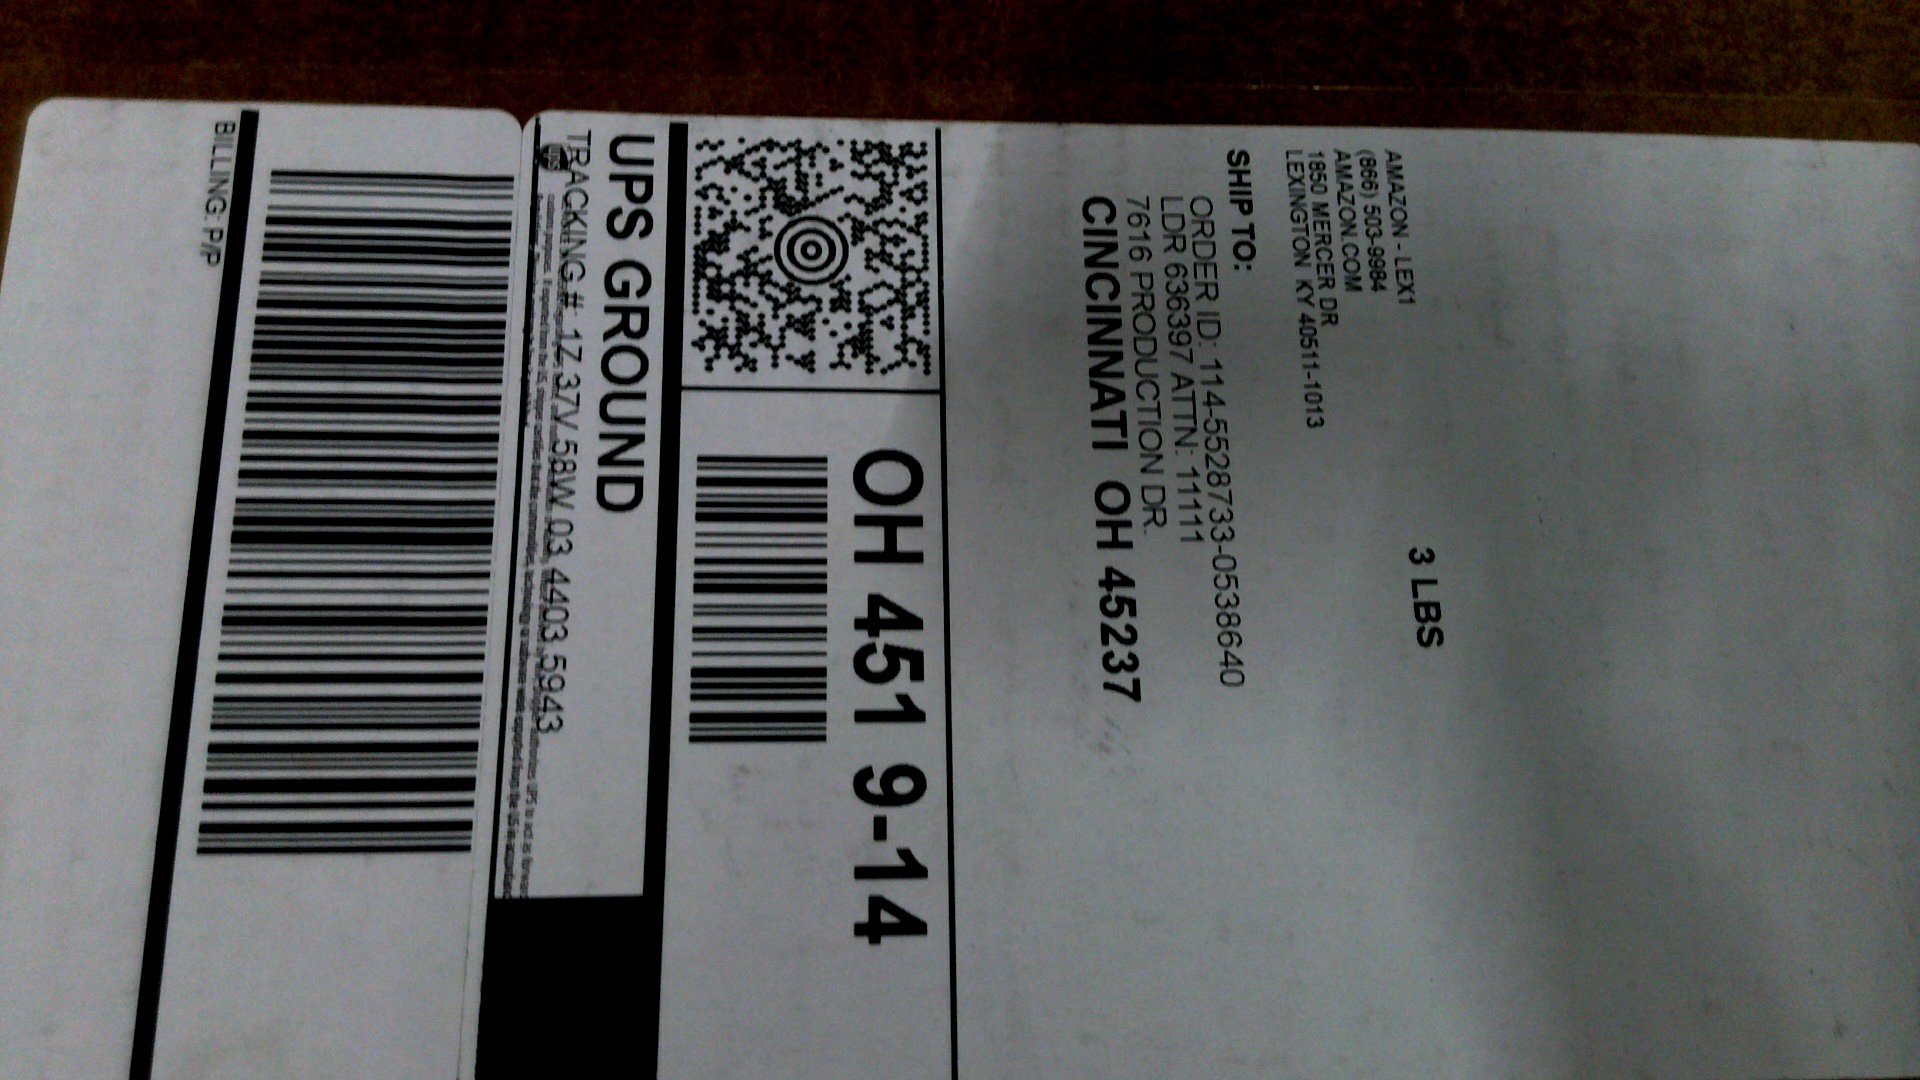 AMAZON - LEX1
(866) 503-9984
AMAZON.COM
1850 MERCER DR
LEXINGTON KY 40511-1013
3 LBS
SHIP TO:
ORDER ID: 114-5528733-0538640
LDR 636397 ATTN: 11111
7616 PRODUCTION DR.
CINCINNATI OH 45237
OH 451 9-14
UPS GROUND
TRACKING #: 1Z 37V 58W 03 4403 5943
BILLING: P/P